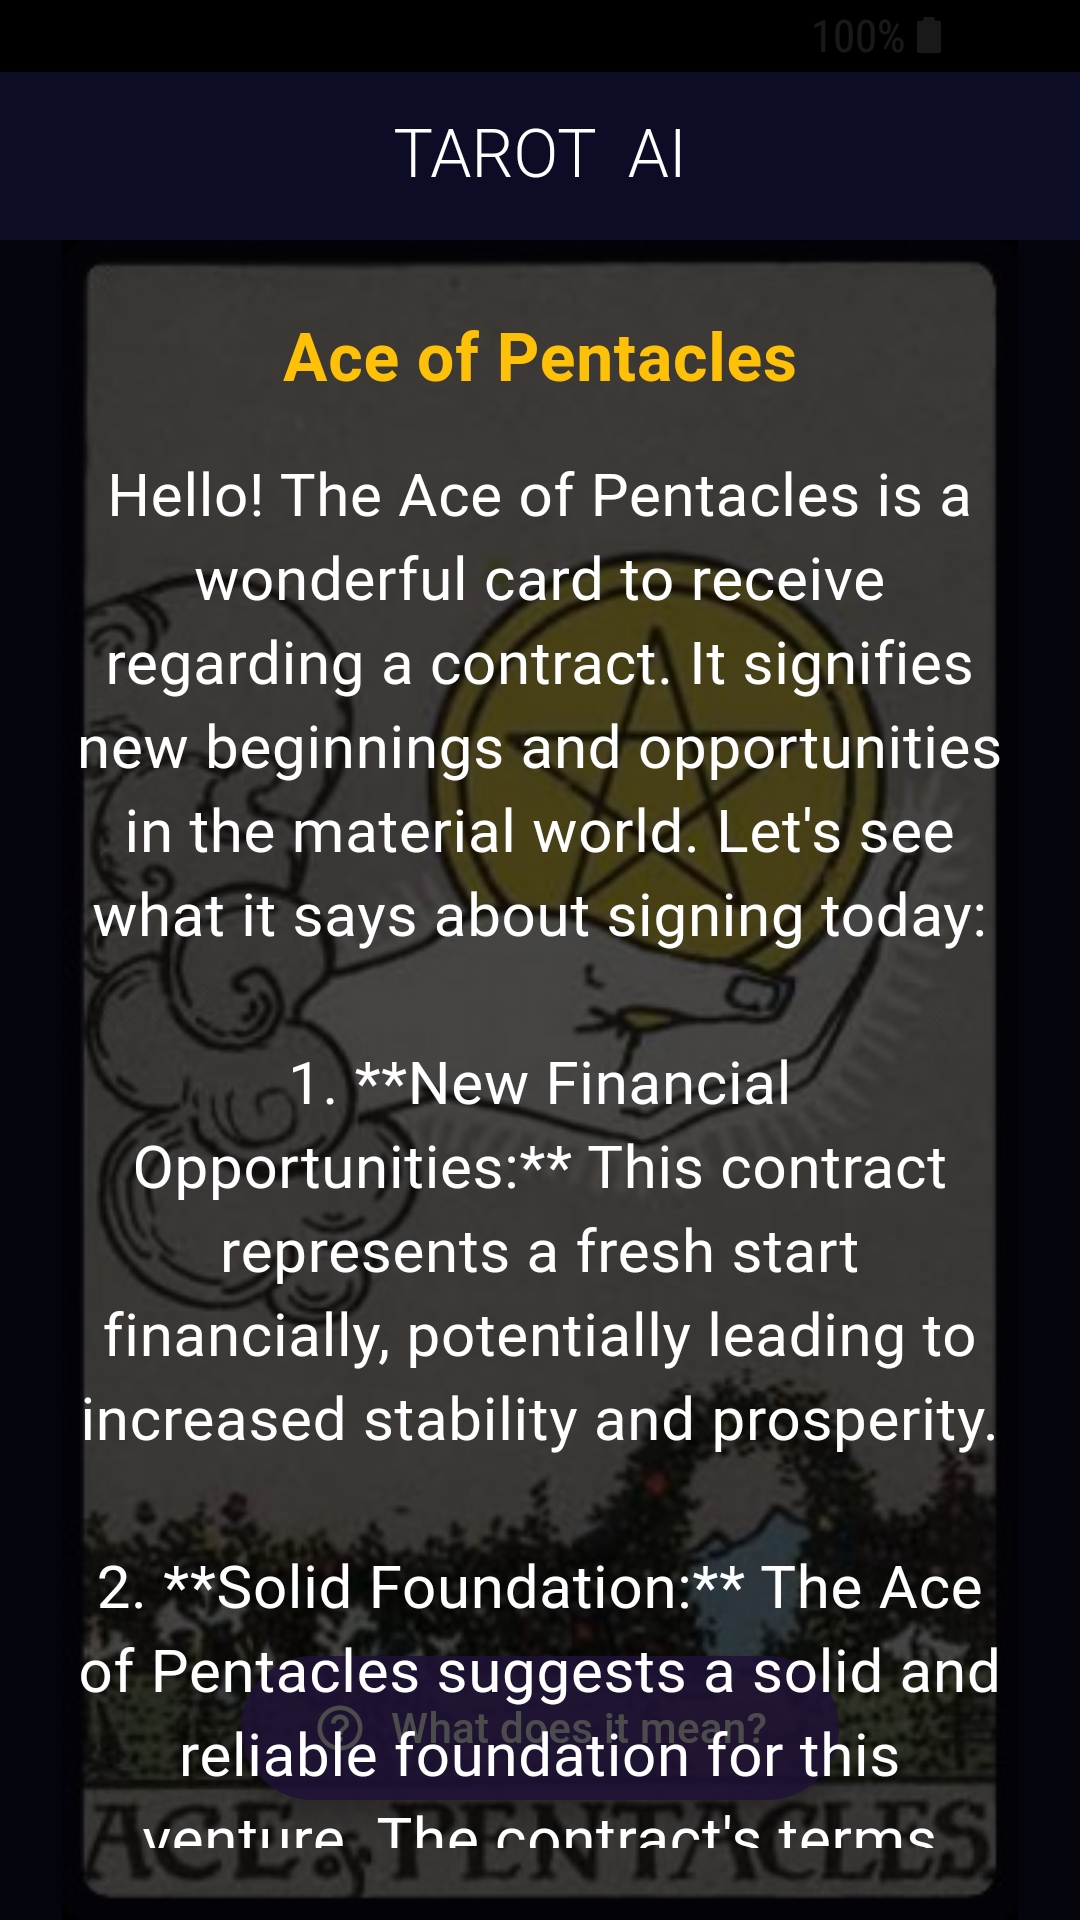 100%
TAROT AI
Ace of Pentacles
Hello! The Ace of Pentacles is a
wonderful card to receive
regarding a contract. It signifies
new beginnings and opportunities
in the material world. Let's see
what it says about signing today:
1. **New Financial
Opportunities:** This contract
represents a fresh start
financially, potentially leading to
increased stability and prosperity.
2. **Solid Foundation:** The Ace
of Pentacles suggests a solid and
What does it mean?
reliable foundation for this
venture. The contract's terms
ACE of PENTACLES.